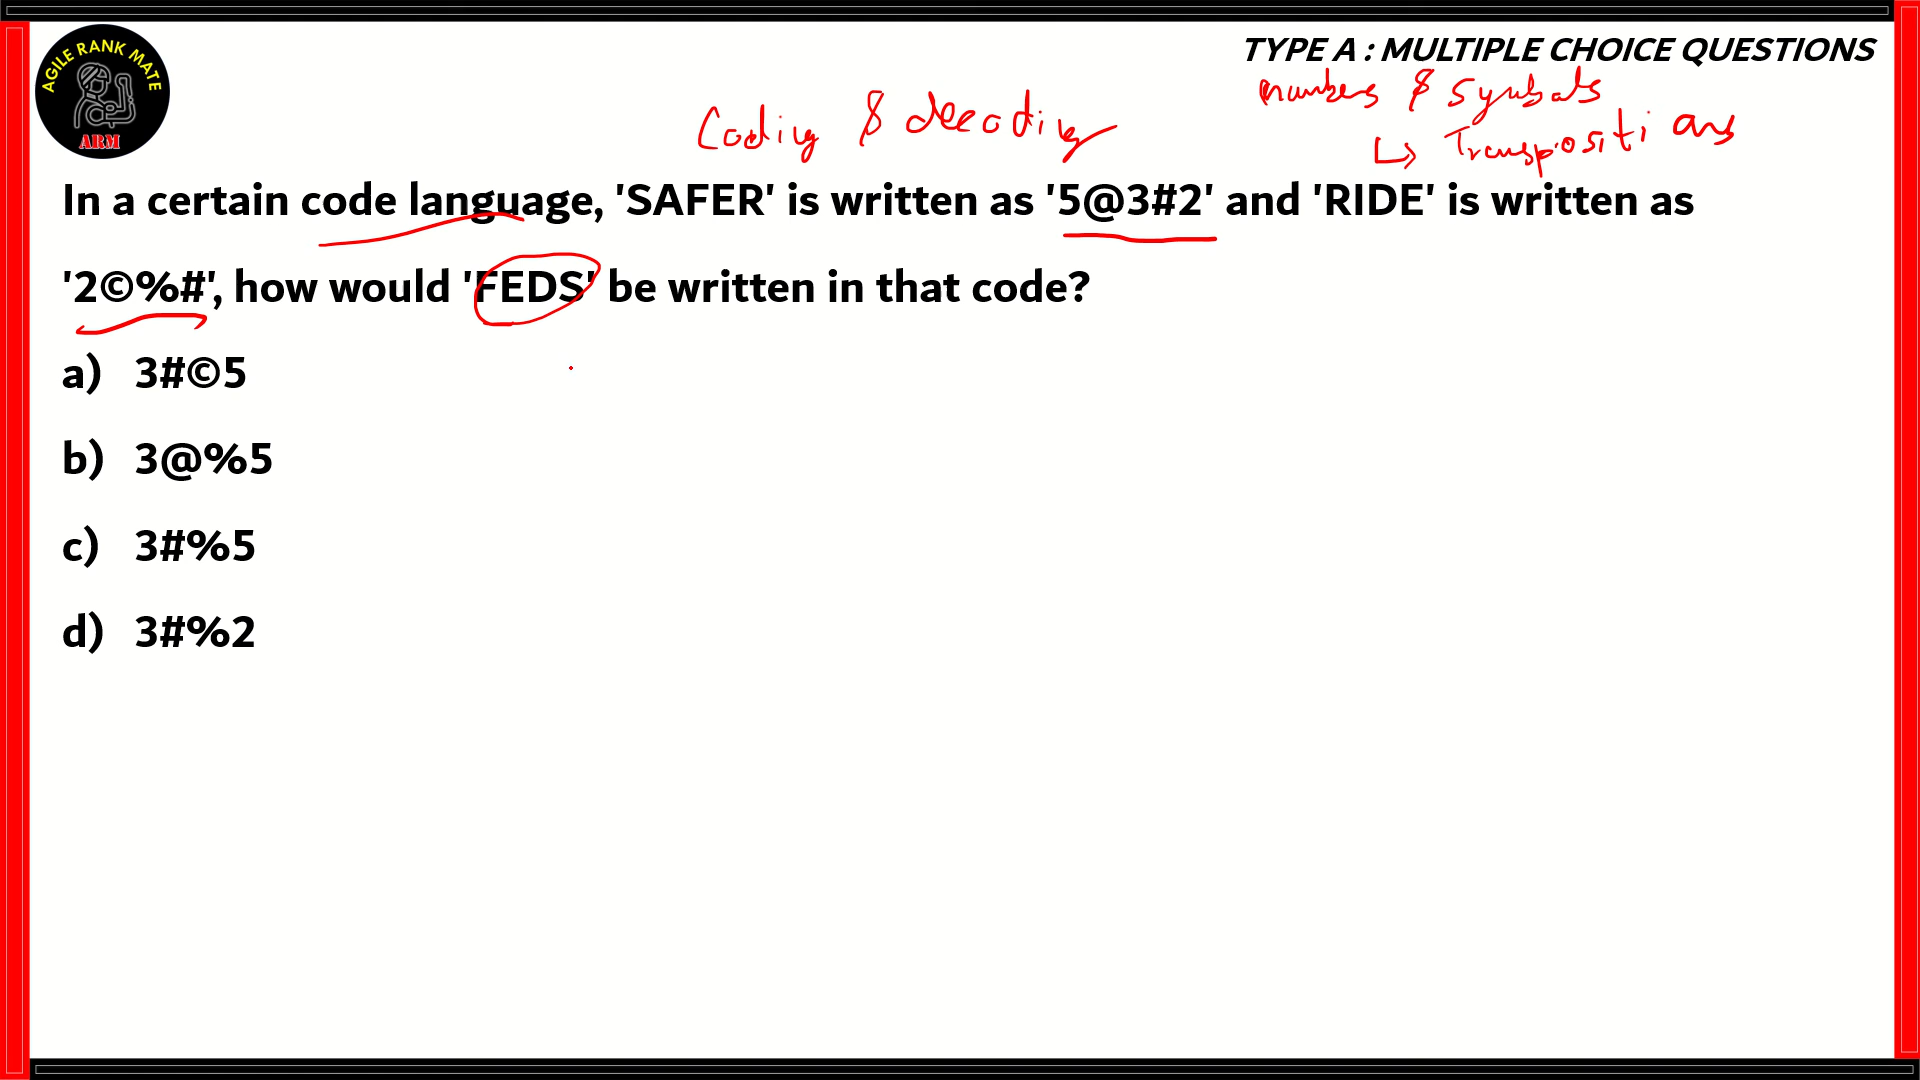 AGILE RANK MATE
ARM
TYPE A : MULTIPLE CHOICE QUESTIONS
numbers & symbols
Coding & decoding
↳ Transpositions
In a certain code language, 'SAFER' is written as '5@3#2' and 'RIDE' is written as
'2©%#', how would 'FEDS' be written in that code?
a) 3#©5
b) 3@%5
c) 3#%5
d) 3#%2